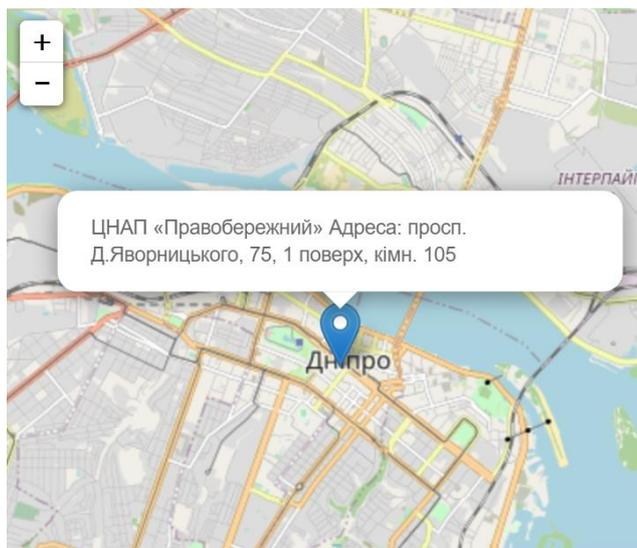 +
−
ІНТЕРПАЙ
ЦНАП «Правобережний» Адреса: просп.
Д.Яворницького, 75, 1 поверх, кімн. 105
Дніпро